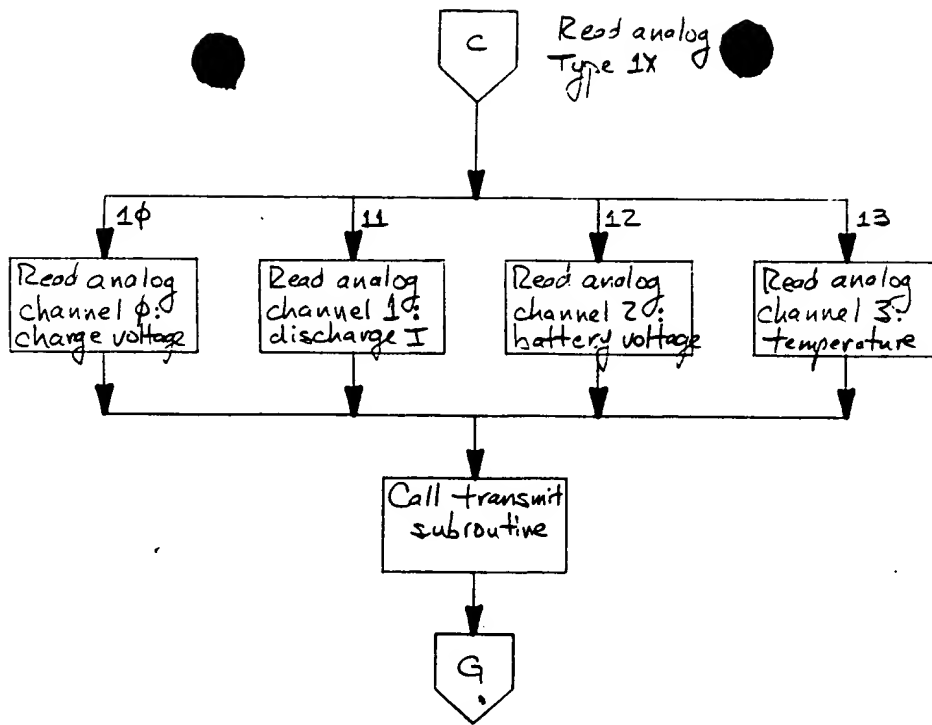 C
Read analog
Type 1X
1φ
11
12
13
Read analog
channel φ:
charge voltage
Read analog
channel 1:
discharge I
Read analog
channel 2:
battery voltage
Read analog
channel 3:
temperature
Call transmit
subroutine
G